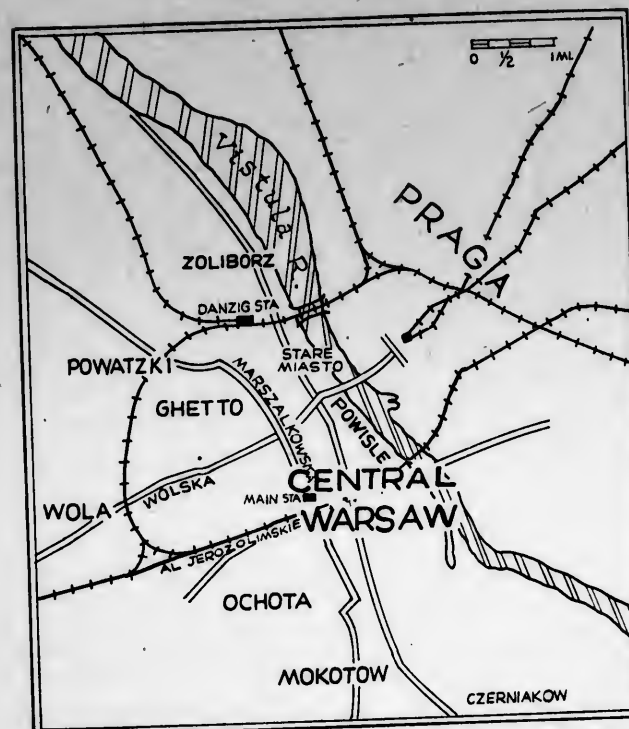 0 ½ 1 MI.
Vistula R.
PRAGA
ZOLIBORZ
DANZIG STA
STARE
MIASTO
POWATZKI
MARSZALKOWSKA
GHETTO
POWISLE
WOLSKA
CENTRAL
WOLA
MAIN STA
WARSAW
AL JEROZOLIMSKIE
OCHOTA
MOKOTOW
CZERNIAKOW